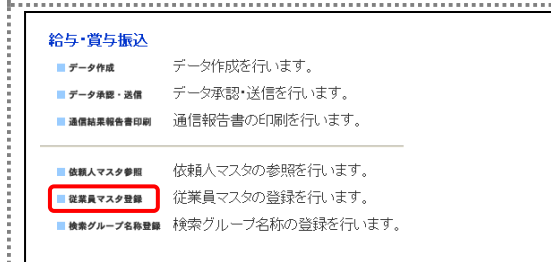 給与・賞与振込
データ作成 データ作成を行います。
データ承認・送信 データ承認・送信を行います。
通信結果報告書印刷 通信報告書の印刷を行います。
依頼人マスタ参照 依頼人マスタの参照を行います。
従業員マスタ登録 従業員マスタの登録を行います。
検索グループ名称登録 検索グループ名称の登録を行います。